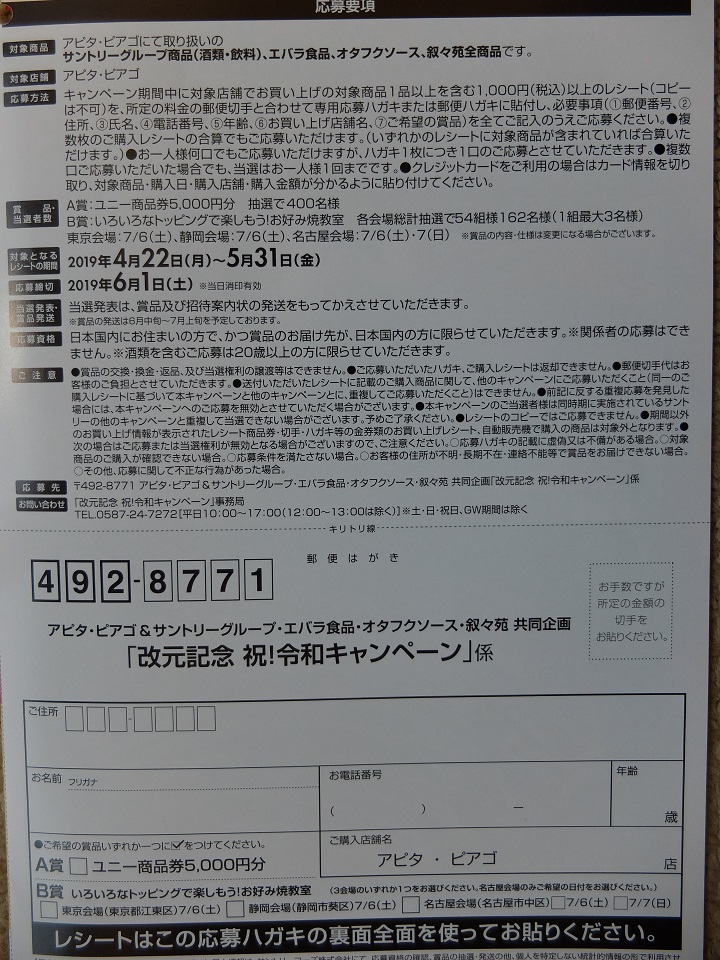 応募要項
対象商品 アピタ・ピアゴにて取り扱いの
サントリーグループ商品(酒類・飲料)、エバラ食品、オタフクソース、叙々苑全商品です。
対象店舗 アピタ・ピアゴ
応募方法 キャンペーン期間中に対象店舗でお買い上げの対象商品1品以上を含む1,000円(税込)以上のレシート(コピー
は不可)を、所定の料金の郵便切手と合わせて専用応募ハガキまたは郵便ハガキに貼付し、必要事項(①郵便番号、②
住所、③氏名、④電話番号、⑤年齢、⑥お買い上げ店舗名、⑦ご希望の賞品)を全てご記入のうえご応募ください。●複
数枚のご購入レシートの合算でもご応募いただけます。(いずれかのレシートに対象商品が含まれていれば合算いた
だけます。)●お一人様何口でもご応募いただけますが、ハガキ1枚につき1口のご応募とさせていただきます。●複数
口ご応募いただいた場合でも、当選はお一人様1回までです。●クレジットカードをご利用の場合はカード情報を切り
取り、対象商品・購入日・購入店舗・購入金額が分かるように貼り付けてください。
賞品・当選者数 A賞:ユニー商品券5,000円分 抽選で400名様
B賞:いろいろなトッピングで楽しもう!お好み焼教室 各会場総計抽選で54組様162名様(1組最大3名様)
東京会場:7/6(土)、静岡会場:7/6(土)、名古屋会場:7/6(土)・7(日) ※賞品の内容・仕様は変更になる場合がございます。
対象となるレシートの期間 2019年4月22日(月)~5月31日(金)
応募締切 2019年6月1日(土) ※当日消印有効
当選発表・賞品発送 当選発表は、賞品及び招待案内状の発送をもってかえさせていただきます。
※賞品の発送は6月中旬~7月上旬を予定しております。
応募資格 日本国内にお住まいの方で、かつ賞品のお届け先が、日本国内の方に限らせていただきます。※関係者の応募はでき
ません。※酒類を含むご応募は20歳以上の方に限らせていただきます。
ご注意 ●賞品の交換・換金・返品、及び当選権利の譲渡等はできません。●ご応募いただいたハガキ、ご購入レシートは返却できません。●郵便切手代はお
客様のご負担とさせていただきます。●送付いただいたレシートに記載のご購入商品に関して、他のキャンペーンにご応募いただくこと(同一のご
購入レシートに基づいて本キャンペーンと他のキャンペーンとに、重複してご応募いただくこと)はできません。●前記に反する重複応募を発見した
場合には、本キャンペーンへのご応募を無効とさせていただく場合がございます。●本キャンペーンのご当選者様は同時期に実施されているサント
リーの他のキャンペーンと重複して当選できない場合がございます。予めご了承ください。●レシートのコピーではご応募できません。●期間以外
のお買い上げ情報が表示されたレシート商品券・切手・ハガキ等の金券類のお買い上げレシート、自動販売機で購入の商品は対象外となります。●
次の場合はご応募または当選権利が無効となる場合がございますので、ご注意ください。○応募ハガキの記載に虚偽又は不備がある場合。○対象
商品のご購入が確認できない場合。○応募条件を満たさない場合。○お客様の住所が不明・長期不在・連絡不能等で賞品をお届けできない場合。
○その他、応募に関して不正な行為があった場合。
応募先 〒492-8771 アピタ・ピアゴ&サントリーグループ・エバラ食品・オタフクソース・叙々苑 共同企画「改元記念 祝!令和キャンペーン」係
お問い合わせ 「改元記念 祝!令和キャンペーン」事務局
TEL.0587-24-7272[平日10:00~17:00(12:00~13:00は除く)]※土・日・祝日、GW期間は除く
キリトリ線
郵便はがき
492-8771
お手数ですが
所定の金額の
切手を
お貼りください。
アピタ・ピアゴ&サントリーグループ・エバラ食品・オタフクソース・叙々苑 共同企画
「改元記念 祝!令和キャンペーン」係
ご住所
お名前 フリガナ
お電話番号
( ) ー
年齢
歳
●ご希望の賞品いずれか一つに☑をつけてください。
A賞 □ ユニー商品券5,000円分
ご購入店舗名
アピタ ・ ピアゴ 店
B賞 いろいろなトッピングで楽しもう!お好み焼教室 (3会場のいずれか1つをお選びください。名古屋会場のみご希望の日付をお選びください。)
□東京会場(東京都江東区)7/6(土) □静岡会場(静岡市葵区)7/6(土) □名古屋会場(名古屋市中区) □7/6(土) □7/7(日)
レシートはこの応募ハガキの裏面全面を使ってお貼りください。